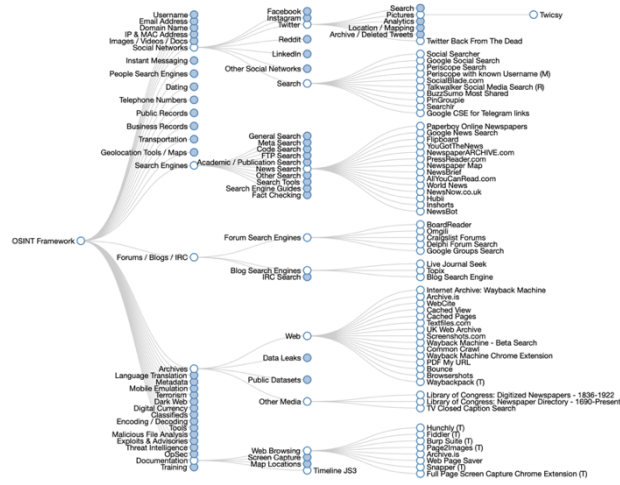 OSINT Framework
Username
Email Address
Domain Name
IP & MAC Address
Images / Videos / Docs
Social Networks
Instant Messaging
People Search Engines
Dating
Telephone Numbers
Public Records
Business Records
Transportation
Geolocation Tools / Maps
Search Engines
Forums / Blogs / IRC
Archives
Language Translation
Metadata
Mobile Emulation
Terrorism
Dark Web
Digital Currency
Classifieds
Encoding / Decoding
Tools
Malicious File Analysis
Exploits & Advisories
Threat Intelligence
OpSec
Documentation
Training
Facebook
Instagram
Twitter
Reddit
LinkedIn
Other Social Networks
Search
General Search
Meta Search
Code Search
FTP Search
Academic / Publication Search
News Search
Other Search
Search Tools
Search Engine Guides
Fact Checking
Forum Search Engines
Blog Search Engines
IRC Search
Web
Data Leaks
Public Datasets
Other Media
Web Browsing
Screen Capture
Map Locations
Timeline JS3
Search
Pictures
Analytics
Location / Mapping
Archive / Deleted Tweets
Twitter Back From The Dead
Twicsy
Social Searcher
Google Social Search
Periscope Search
Periscope with known Username (M)
SocialBlade.com
Talkwalker Social Media Search (R)
BuzzSumo Most Shared
PinGroupie
Searchlr
Google CSE for Telegram links
Paperboy Online Newspapers
Google News Search
Flipboard
YouGotTheNews
NewspaperARCHIVE.com
PressReader.com
Newspaper Map
NewsBrief
AllYouCanRead.com
World News
NewsNow.co.uk
Hubii
Inshorts
NewsBot
BoardReader
Omgili
Craigslist Forums
Delphi Forum Search
Google Groups Search
Live Journal Seek
Topix
Blog Search Engine
Internet Archive: Wayback Machine
Archive.is
WebCite
Cached View
Cached Pages
Textfiles.com
UK Web Archive
Screenshots.com
Wayback Machine - Beta Search
Common Crawl
Wayback Machine Chrome Extension
PDF My URL
Bounce
Browsershots
Waybackpack (T)
Library of Congress: Digitized Newspapers - 1836-1922
Library of Congress: Newspaper Directory - 1690-Present
TV Closed Caption Search
Hunchly (T)
Fiddler (T)
Burp Suite (T)
Page2Images (T)
Archive.is
Web Page Saver
Snapper (T)
Full Page Screen Capture Chrome Extension (T)